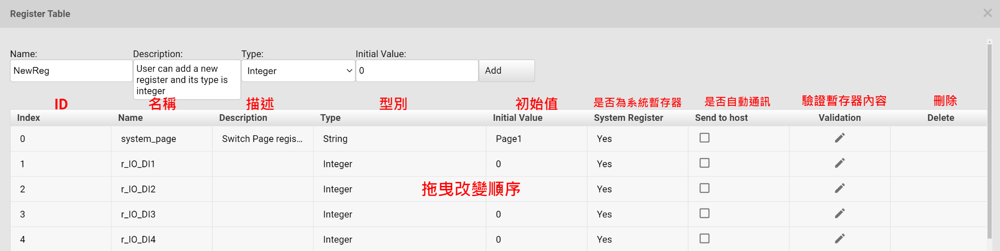 Register Table
Name: Description: Type: Initial Value:
NewReg User can add a new register and its type is integer Integer 0 Add
ID 名稱 描述 型別 初始值 是否為系統暫存器 是否自動通訊 驗證暫存器內容 刪除
Index Name Description Type Initial Value System Register Send to host Validation Delete
0 system_page Switch Page regis... String Page1 Yes
1 r_IO_DI1 Integer 0 Yes
2 r_IO_DI2 Integer 拖曳改變順序 0 Yes
3 r_IO_DI3 Integer 0 Yes
4 r_IO_DI4 Integer 0 Yes